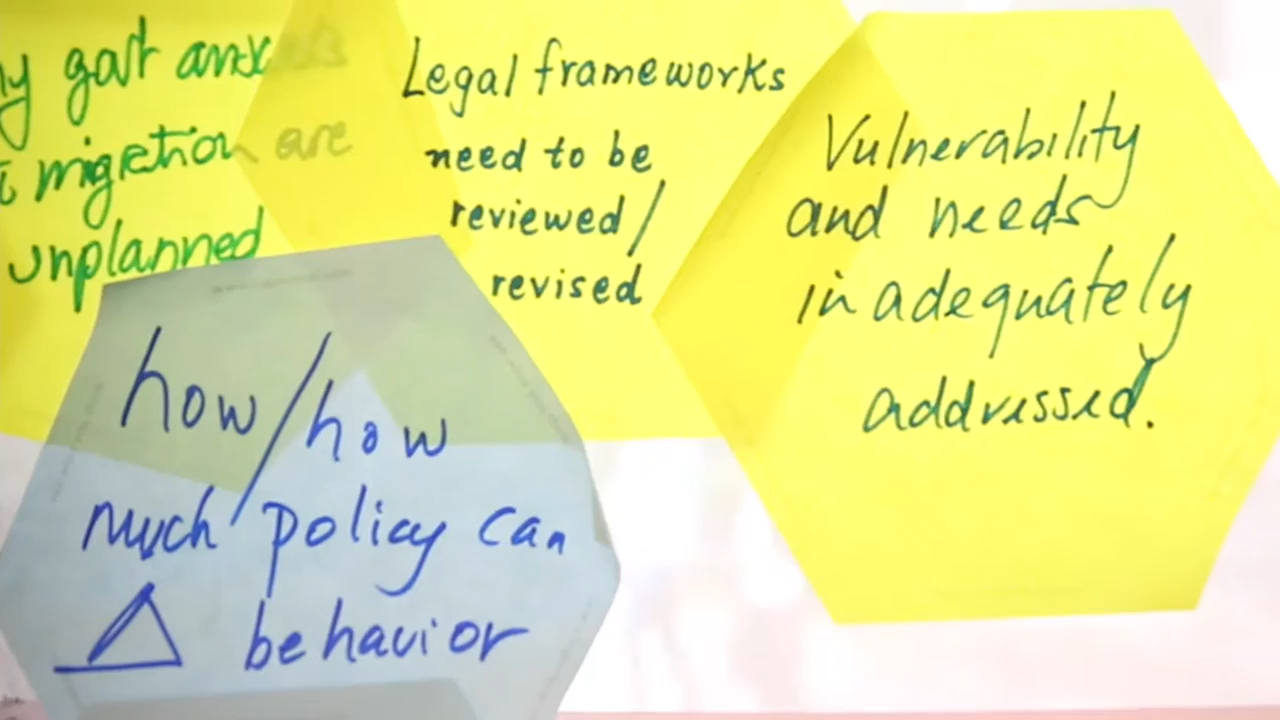 gort
migration are
unplanned
Legal frameworks
need to be
reviewed/
revised
Vulnerability
and needs
inadequately
addressed.
how/how
much policy can
Δ behavior